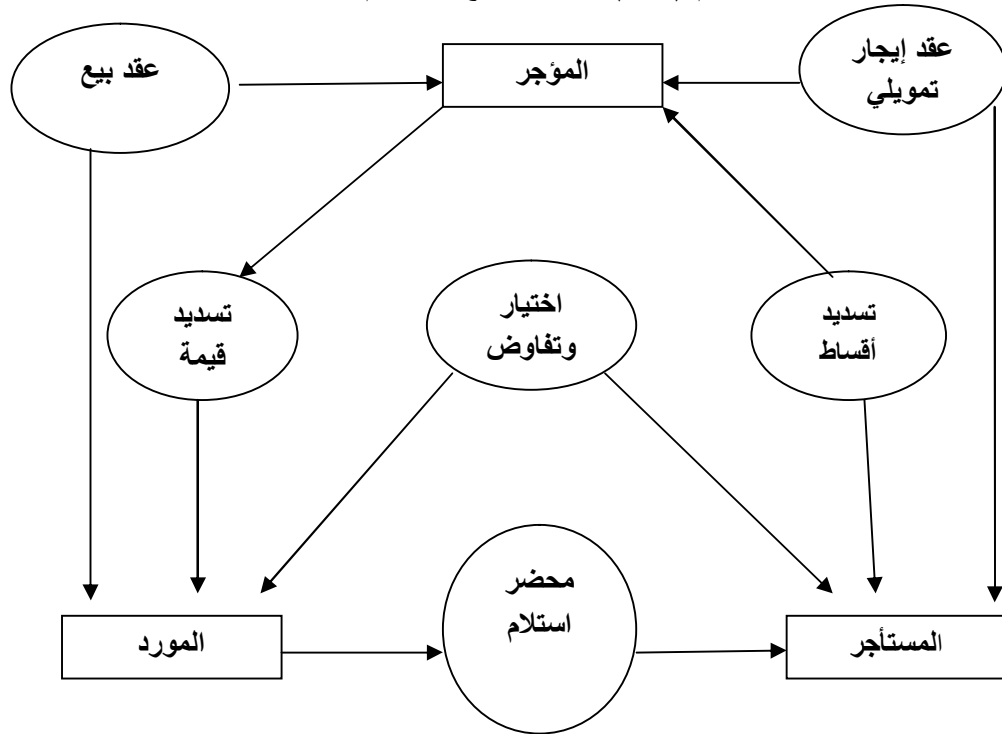 عقد إيجار
تمويلي
المؤجر
عقد بيع
تسديد
أقساط
اختيار
وتفاوض
تسديد
قيمة
محضر
استلام
المستأجر
المورد